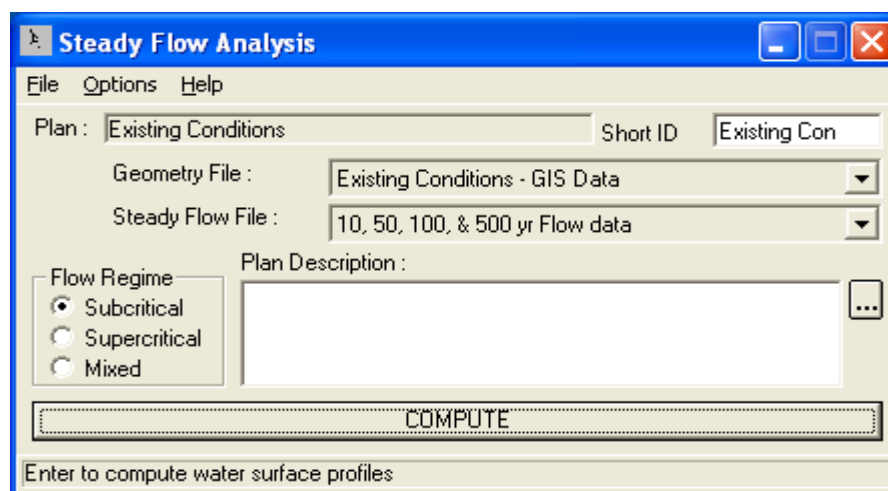 Steady Flow Analysis
File Options Help
Plan : Existing Conditions Short ID Existing Con
Geometry File : Existing Conditions - GIS Data
Steady Flow File : 10, 50, 100, & 500 yr Flow data
Plan Description :
Flow Regime
Subcritical
Supercritical
Mixed
...
COMPUTE
Enter to compute water surface profiles